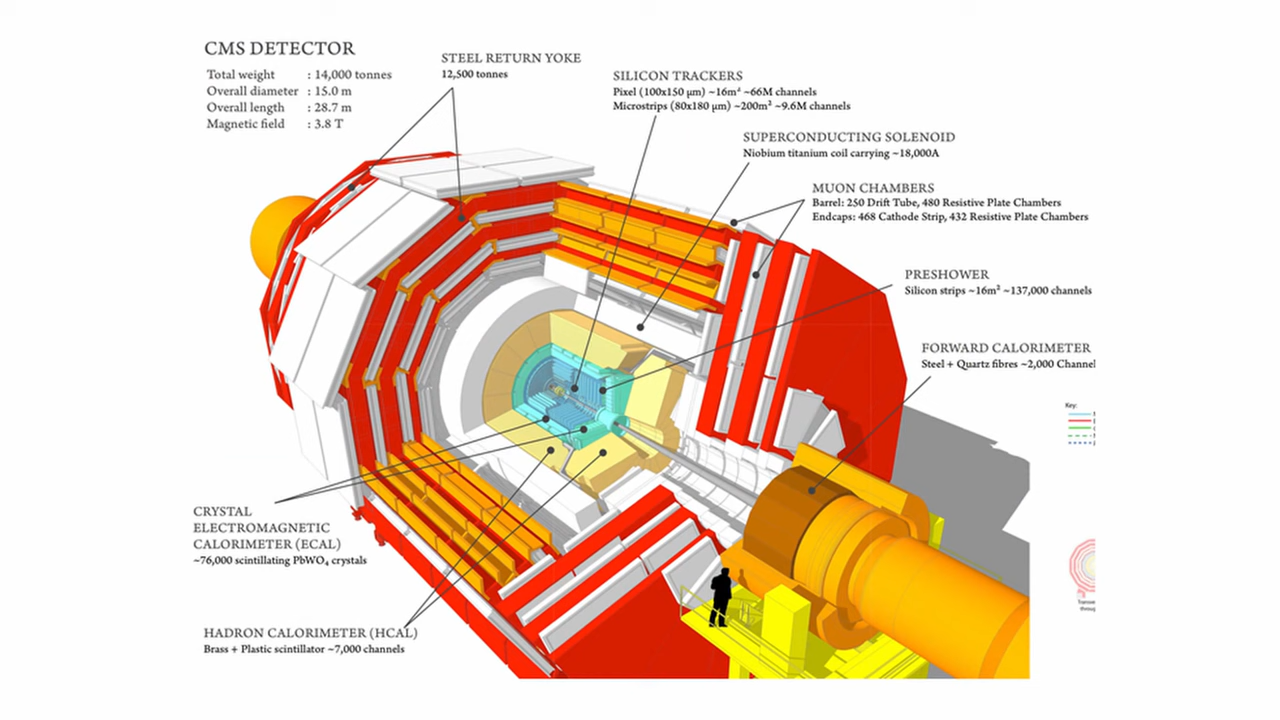 CMS DETECTOR
Total weight : 14,000 tonnes
Overall diameter : 15.0 m
Overall length : 28.7 m
Magnetic field : 3.8 T
STEEL RETURN YOKE
12,500 tonnes
SILICON TRACKERS
Pixel (100x150 μm) ~16m² ~66M channels
Microstrips (80x180 μm) ~200m² ~9.6M channels
SUPERCONDUCTING SOLENOID
Niobium titanium coil carrying ~18,000A
MUON CHAMBERS
Barrel: 250 Drift Tube, 480 Resistive Plate Chambers
Endcaps: 468 Cathode Strip, 432 Resistive Plate Chambers
PRESHOWER
Silicon strips ~16m² ~137,000 channels
FORWARD CALORIMETER
Steel + Quartz fibres ~2,000 Channel
Key:
CRYSTAL
ELECTROMAGNETIC
CALORIMETER (ECAL)
~76,000 scintillating PbWO₄ crystals
HADRON CALORIMETER (HCAL)
Brass + Plastic scintillator ~7,000 channels